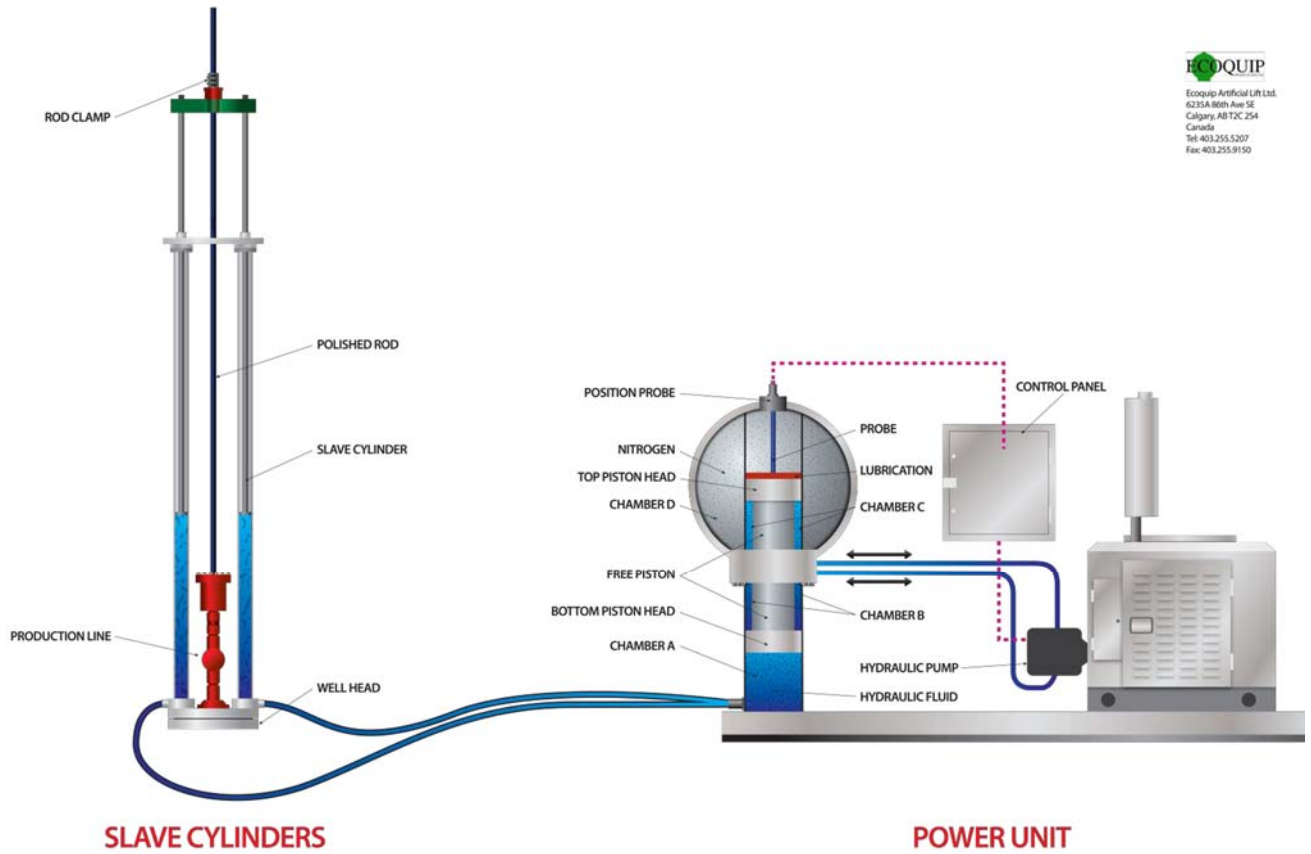 ECOQUIP
Ecoquip Artificial Lift Ltd.
6235A 86th Ave SE
Calgary, AB T2C 2S4
Canada
Tel: 403.255.5207
Fax: 403.255.9150
ROD CLAMP
POLISHED ROD
SLAVE CYLINDER
PRODUCTION LINE
WELL HEAD
POSITION PROBE
CONTROL PANEL
PROBE
NITROGEN
LUBRICATION
TOP PISTON HEAD
CHAMBER D
CHAMBER C
FREE PISTON
BOTTOM PISTON HEAD
CHAMBER B
CHAMBER A
HYDRAULIC PUMP
HYDRAULIC FLUID
SLAVE CYLINDERS
POWER UNIT